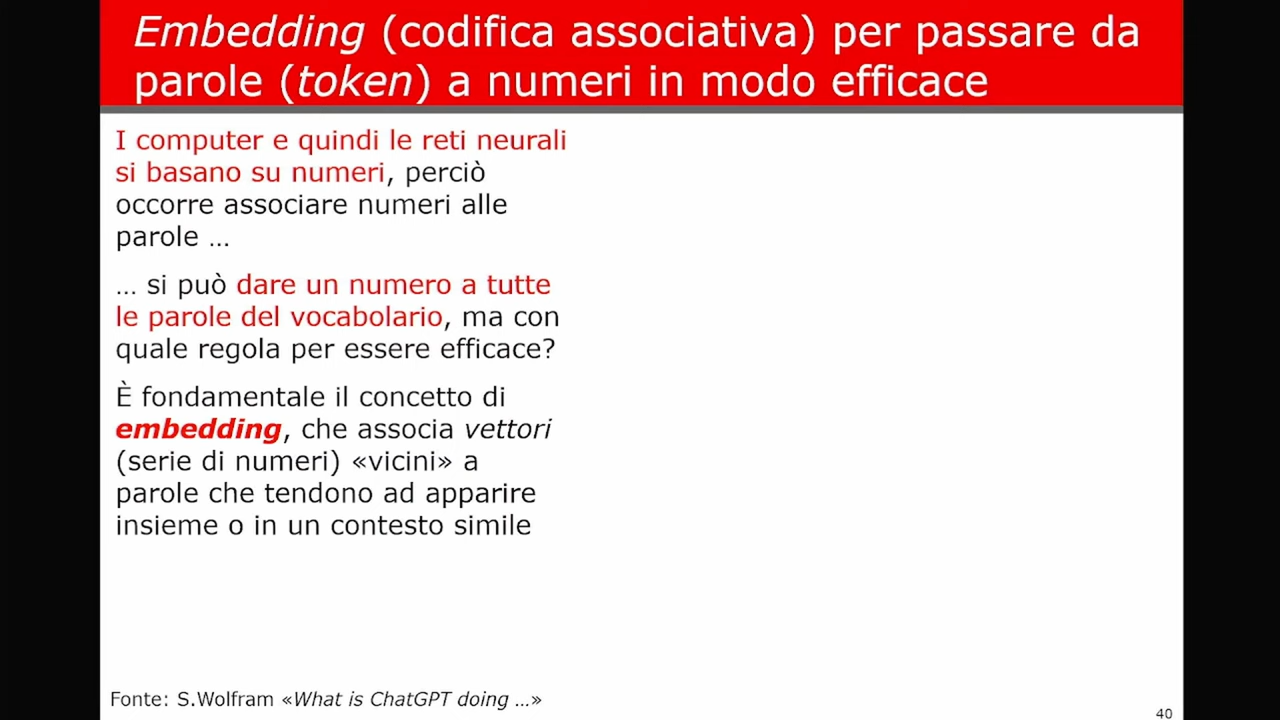 Embedding (codifica associativa) per passare da
parole (token) a numeri in modo efficace
I computer e quindi le reti neurali
si basano su numeri, perciò
occorre associare numeri alle
parole …
… si può dare un numero a tutte
le parole del vocabolario, ma con
quale regola per essere efficace?
È fondamentale il concetto di
embedding, che associa vettori
(serie di numeri) «vicini» a
parole che tendono ad apparire
insieme o in un contesto simile
Fonte: S.Wolfram «What is ChatGPT doing …»
40